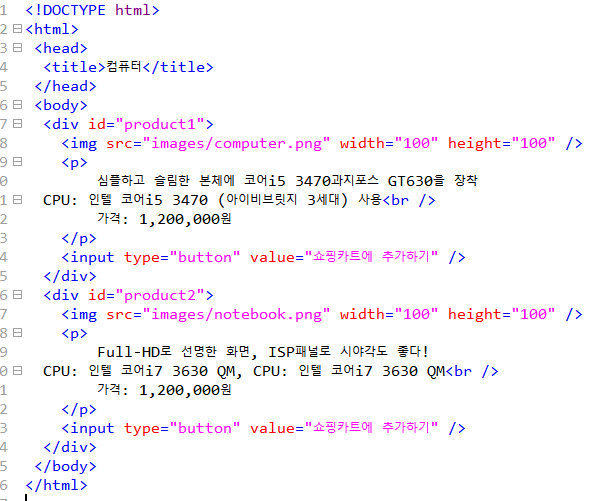 1 <!DOCTYPE html>
2 <html>
3 <head>
4 <title>컴퓨터</title>
5 </head>
6 <body>
7 <div id="product1">
8 <img src="images/computer.png" width="100" height="100" />
9 <p>
0 심플하고 슬림한 본체에 코어i5 3470과지포스 GT630을 장착
1 CPU: 인텔 코어i5 3470 (아이비브릿지 3세대) 사용<br />
2 가격: 1,200,000원
3 </p>
4 <input type="button" value="쇼핑카트에 추가하기" />
5 </div>
6 <div id="product2">
7 <img src="images/notebook.png" width="100" height="100" />
8 <p>
9 Full-HD로 선명한 화면, ISP패널로 시야각도 좋다!
0 CPU: 인텔 코어i7 3630 QM, CPU: 인텔 코어i7 3630 QM<br />
1 가격: 1,200,000원
2 </p>
3 <input type="button" value="쇼핑카트에 추가하기" />
4 </div>
5 </body>
6 </html>